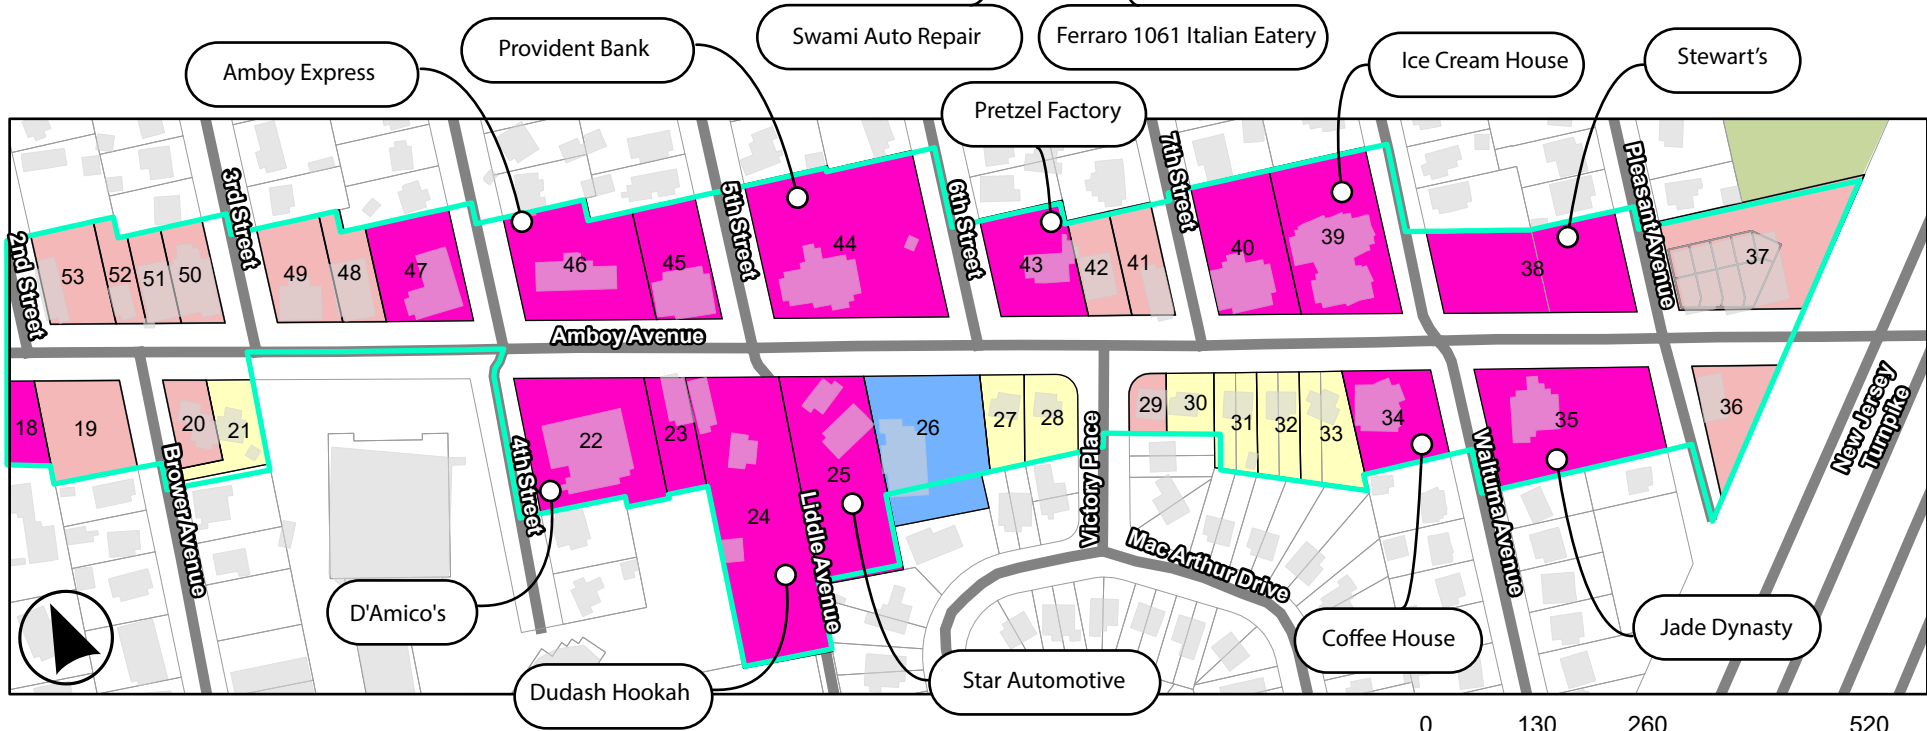 Swami Auto Repair
Ferraro 1061 Italian Eatery
Provident Bank
Amboy Express
Ice Cream House
Stewart's
Pretzel Factory
2nd Street
3rd Street
5th Street
6th Street
7th Street
Pleasant Avenue
53
52
51
50
49
48
47
46
45
44
43
42
41
40
39
38
37
Amboy Avenue
18
19
20
21
22
23
24
25
26
27
28
29
30
31
32
33
34
35
36
Brower Avenue
4th Street
Liddle Avenue
Victory Place
Mac Arthur Drive
Waltuma Avenue
New Jersey
Turnpike
D'Amico's
Dudash Hookah
Star Automotive
Coffee House
Jade Dynasty
0 130 260 520